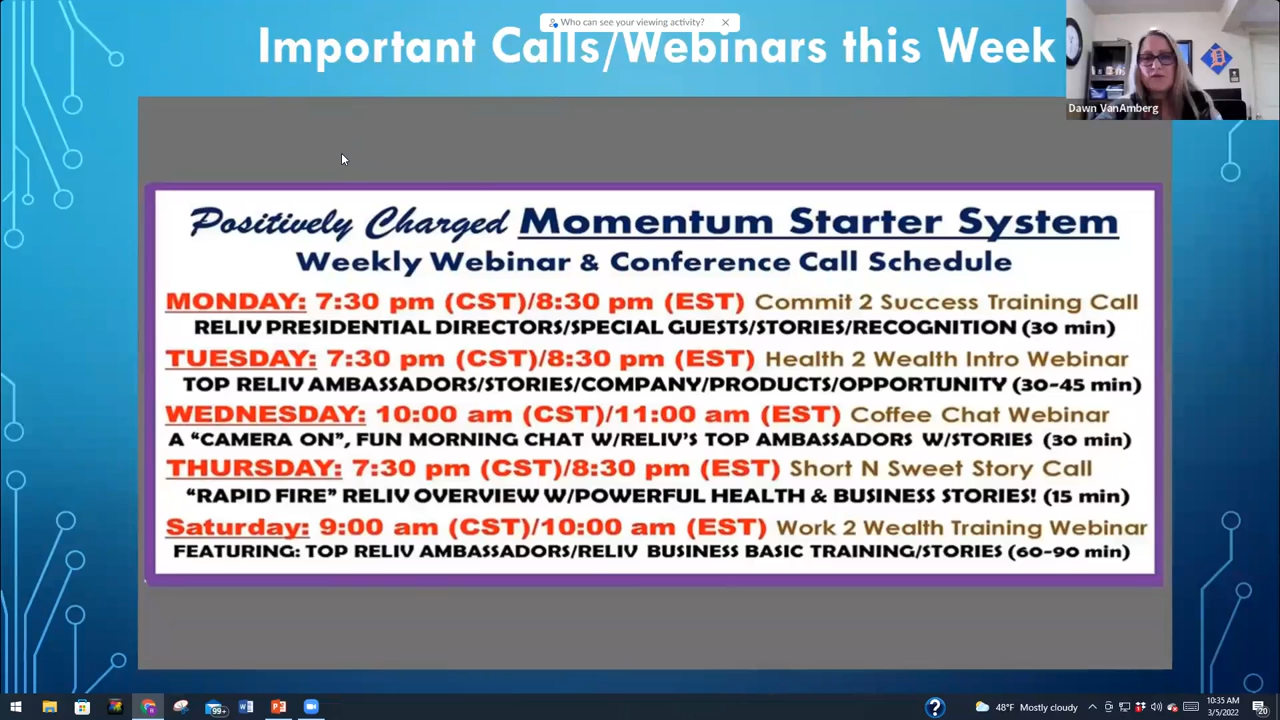 Who can see your viewing activity?
Important Calls/Webinars this Week
Dawn VanAmberg
Positively Charged Momentum Starter System
Weekly Webinar & Conference Call Schedule
MONDAY: 7:30 pm (CST)/8:30 pm (EST) Commit 2 Success Training Call
RELIV PRESIDENTIAL DIRECTORS/SPECIAL GUESTS/STORIES/RECOGNITION (30 min)
TUESDAY: 7:30 pm (CST)/8:30 pm (EST) Health 2 Wealth Intro Webinar
TOP RELIV AMBASSADORS/STORIES/COMPANY/PRODUCTS/OPPORTUNITY (30-45 min)
WEDNESDAY: 10:00 am (CST)/11:00 am (EST) Coffee Chat Webinar
A “CAMERA ON”, FUN MORNING CHAT W/RELIV’S TOP AMBASSADORS W/STORIES (30 min)
THURSDAY: 7:30 pm (CST)/8:30 pm (EST) Short N Sweet Story Call
“RAPID FIRE” RELIV OVERVIEW W/POWERFUL HEALTH & BUSINESS STORIES! (15 min)
Saturday: 9:00 am (CST)/10:00 am (EST) Work 2 Wealth Training Webinar
FEATURING: TOP RELIV AMBASSADORS/RELIV BUSINESS BASIC TRAINING/STORIES (60-90 min)
99+
48°F Mostly cloudy
10:35 AM
3/5/2022
20